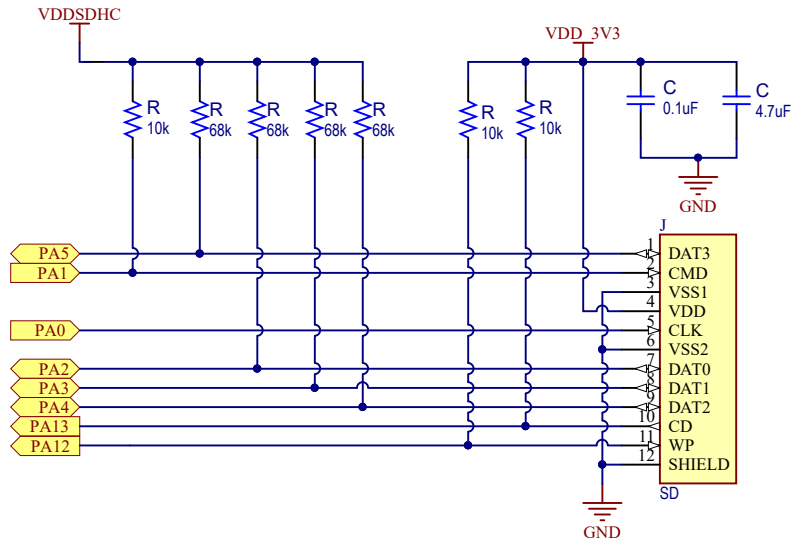 VDDSDHC
VDD_3V3
R
10k
R
68k
R
68k
R
68k
R
68k
R
10k
R
10k
C
0.1uF
C
4.7uF
GND
J
PA5
1
DAT3
PA1
2
CMD
3
VSS1
4
VDD
PA0
5
CLK
6
VSS2
PA2
7
DAT0
PA3
8
DAT1
PA4
9
DAT2
PA13
10
CD
PA12
11
WP
12
SHIELD
SD
GND